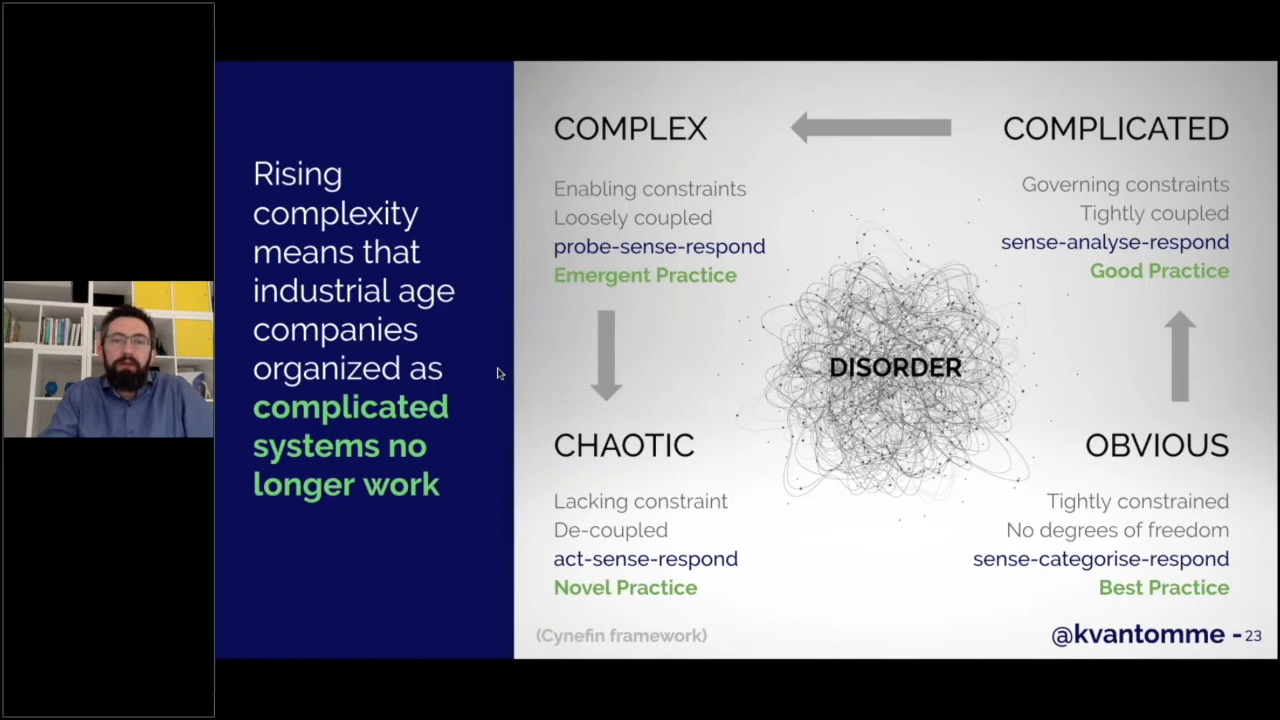 Rising
complexity
means that
industrial age
companies
organized as
complicated
systems no
longer work
COMPLEX
Enabling constraints
Loosely coupled
probe-sense-respond
Emergent Practice
COMPLICATED
Governing constraints
Tightly coupled
sense-analyse-respond
Good Practice
DISORDER
CHAOTIC
Lacking constraint
De-coupled
act-sense-respond
Novel Practice
OBVIOUS
Tightly constrained
No degrees of freedom
sense-categorise-respond
Best Practice
(Cynefin framework)
@kvantomme - 23